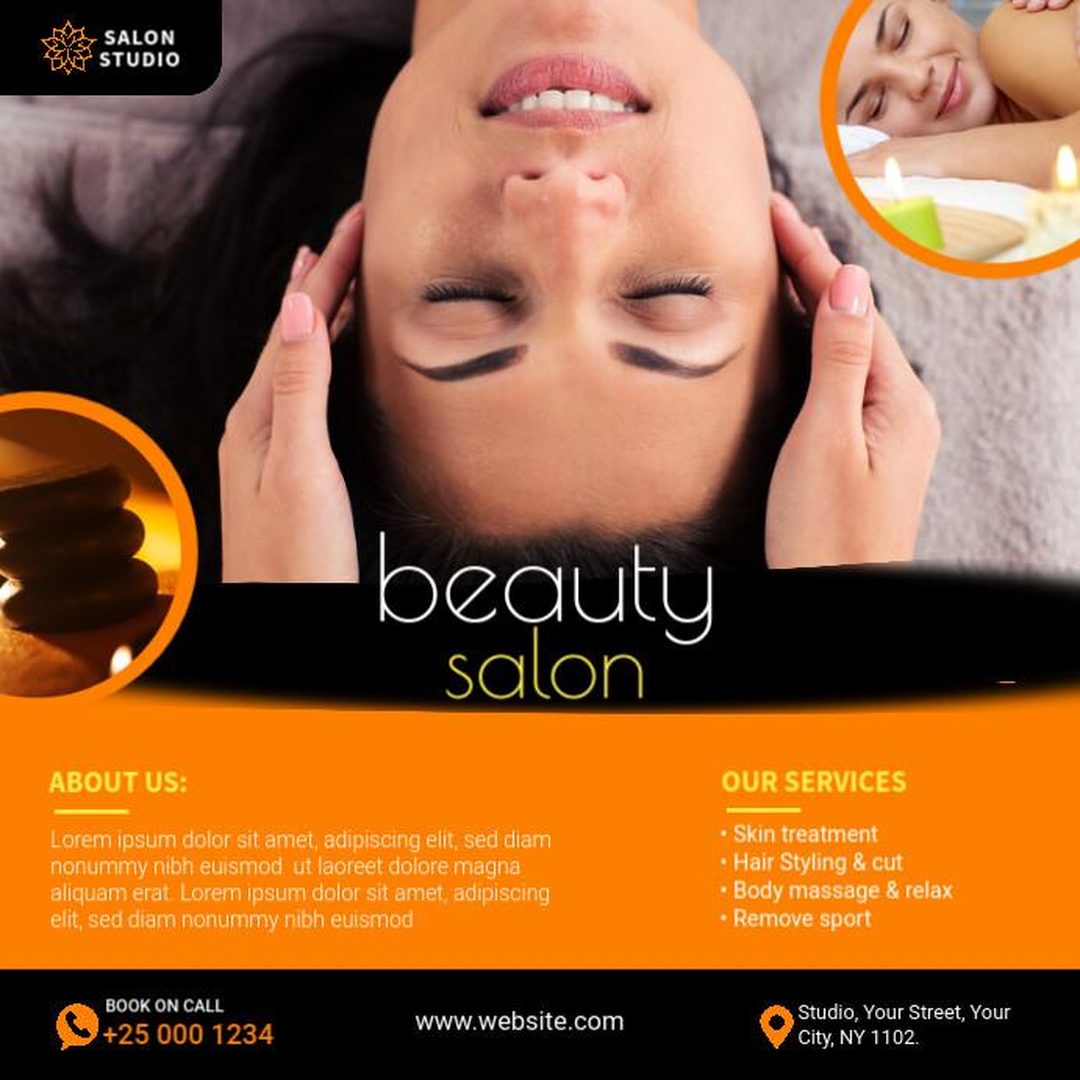 SALON
STUDIO
beauty
salon
ABOUT US:
Lorem ipsum dolor sit amet, adipiscing elit, sed diam
nonummy nibh euismod  ut laoreet dolore magna
aliquam erat. Lorem ipsum dolor sit amet, adipiscing
elit, sed diam nonummy nibh euismod
OUR SERVICES
• Skin treatment
• Hair Styling & cut
• Body massage & relax
• Remove sport
BOOK ON CALL
+25 000 1234
www.website.com
Studio, Your Street, Your
City, NY 1102.